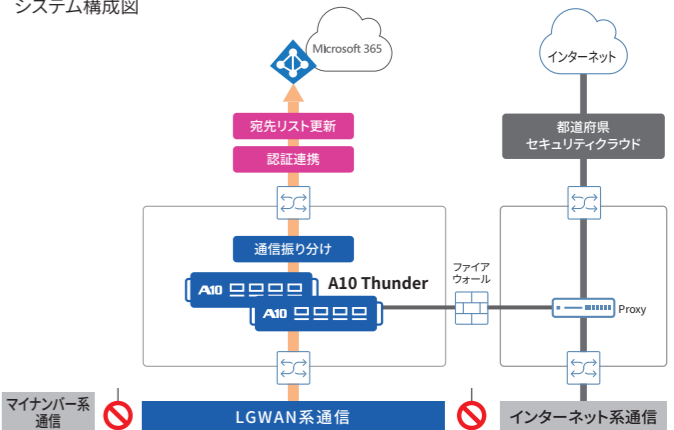 システム構成図
Microsoft 365
インターネット
宛先リスト更新
認証連携
都道府県
セキュリティクラウド
通信振り分け
A10
A10
A10 Thunder
ファイア
ウォール
Proxy
マイナンバー系
通信
LGWAN系通信
インターネット系通信